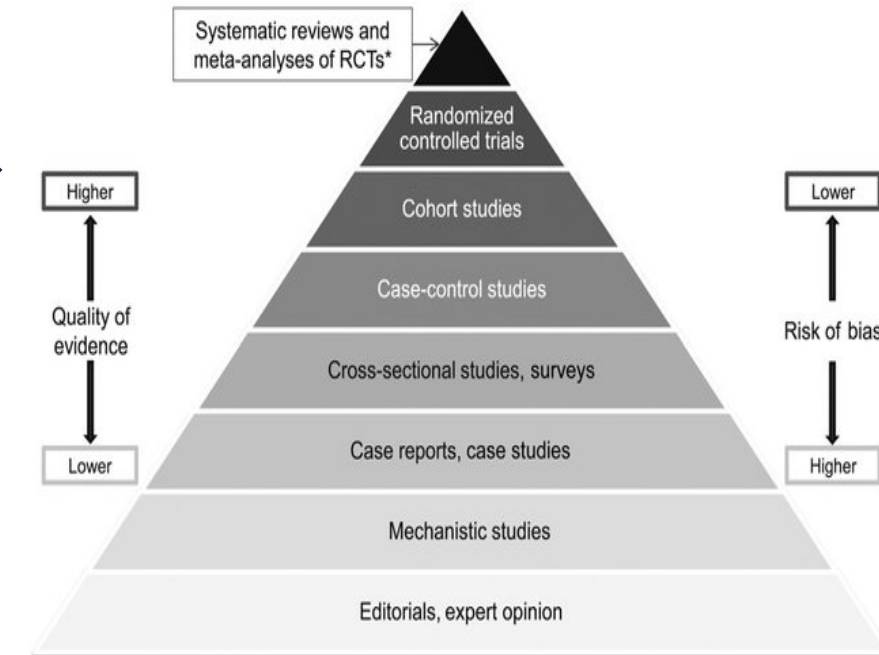 Systematic reviews and
meta-analyses of RCTs*
Randomized
controlled trials
Higher
Lower
Cohort studies
Case-control studies
Quality of
evidence
Risk of bias
Cross-sectional studies, surveys
Case reports, case studies
Lower
Higher
Mechanistic studies
Editorials, expert opinion